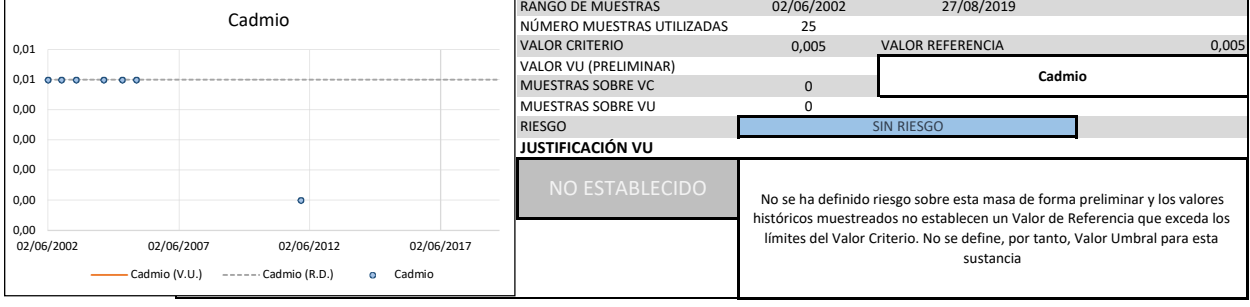 Cadmio
0,01
0,01
0,00
0,00
0,00
0,00
0,00
02/06/2002 02/06/2007 02/06/2012 02/06/2017
Cadmio (V.U.) Cadmio (R.D.) Cadmio
RANGO DE MUESTRAS 02/06/2002 27/08/2019
NÚMERO MUESTRAS UTILIZADAS 25
VALOR CRITERIO 0,005 VALOR REFERENCIA 0,005
VALOR VU (PRELIMINAR)
Cadmio
MUESTRAS SOBRE VC 0
MUESTRAS SOBRE VU 0
RIESGO SIN RIESGO
JUSTIFICACIÓN VU
NO ESTABLECIDO
No se ha definido riesgo sobre esta masa de forma preliminar y los valores
históricos muestreados no establecen un Valor de Referencia que exceda los
límites del Valor Criterio. No se define, por tanto, Valor Umbral para esta
sustancia